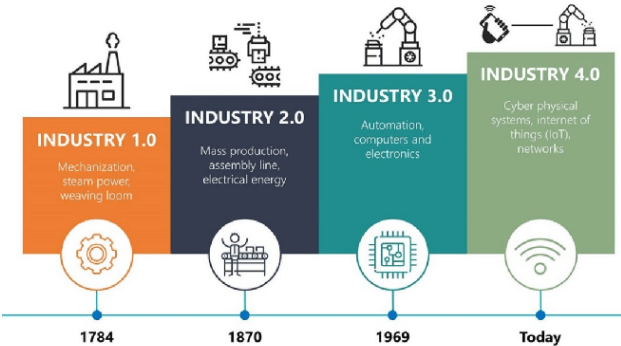 INDUSTRY 1.0
Mechanization,
steam power,
weaving loom
INDUSTRY 2.0
Mass production,
assembly line,
electrical energy
INDUSTRY 3.0
Automation,
computers and
electronics
INDUSTRY 4.0
Cyber physical
systems, internet of
things (IoT),
networks
1784
1870
1969
Today